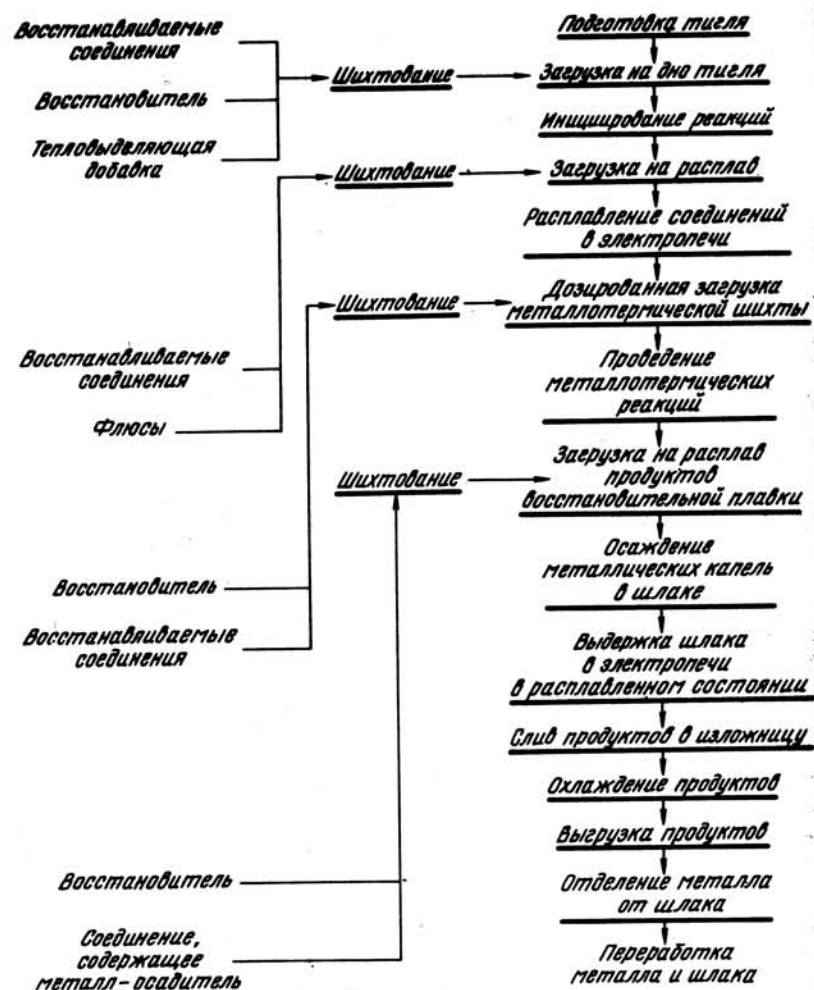 Восстанавливаемые
соединения
Восстановитель
Тепловыделяющая
добавка
Восстанавливаемые
соединения
Флюсы
Восстановитель
Восстанавливаемые
соединения
Восстановитель
Соединение,
содержащее
металл-осадитель
Шихтование
Шихтование
Шихтование
Шихтование
Подготовка тигля
Загрузка на дно тигля
Инициирование реакций
Загрузка на расплав
Расплавление соединений
в электропечи
Дозированная загрузка
металлотермической шихты
Проведение
металлотермических
реакций
Загрузка на расплав
продуктов
восстановительной плавки
Осаждение
металлических капель
в шлаке
Выдержка шлака
в электропечи
в расплавленном состоянии
Слив продуктов в изложницу
Охлаждение продуктов
Выгрузка продуктов
Отделение металла
от шлака
Переработка
металла и шлака